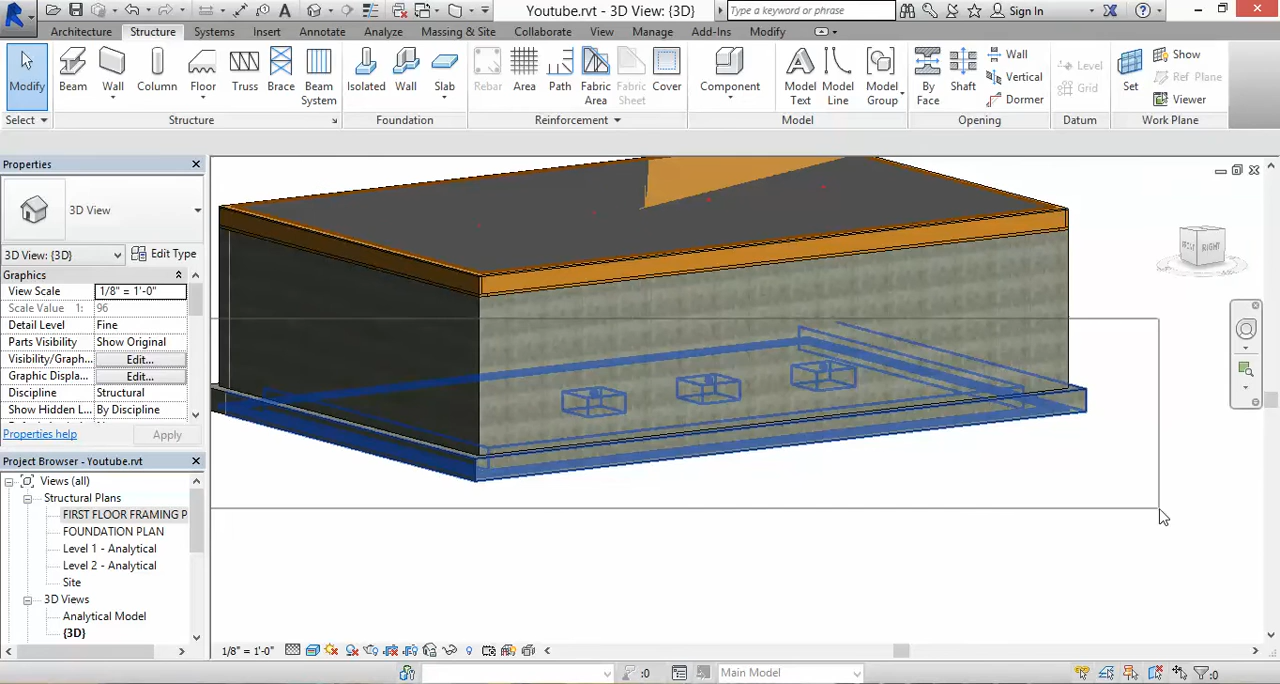 Youtube.rvt - 3D View: {3D}
Type a keyword or phrase
Sign In
Architecture Structure Systems Insert Annotate Analyze Massing & Site Collaborate View Manage Add-Ins Modify
Modify Beam Wall Column Floor Truss Brace Beam System Isolated Wall Slab Rebar Area Path Fabric Area Fabric Sheet Cover Component Model Text Model Line Model Group By Face Shaft Wall Vertical Dormer Level Grid Set Show Ref Plane Viewer
Select Structure Foundation Reinforcement Model Opening Datum Work Plane
Properties
3D View
3D View: {3D} Edit Type
Graphics
View Scale 1/8" = 1'-0"
Scale Value 1: 96
Detail Level Fine
Parts Visibility Show Original
Visibility/Graph... Edit...
Graphic Displa... Edit...
Discipline Structural
Show Hidden L... By Discipline
Properties help Apply
Project Browser - Youtube.rvt
Views (all)
Structural Plans
FIRST FLOOR FRAMING P
FOUNDATION PLAN
Level 1 - Analytical
Level 2 - Analytical
Site
3D Views
Analytical Model
{3D}
FRONT RIGHT
1/8" = 1'-0"
:0 Main Model :0